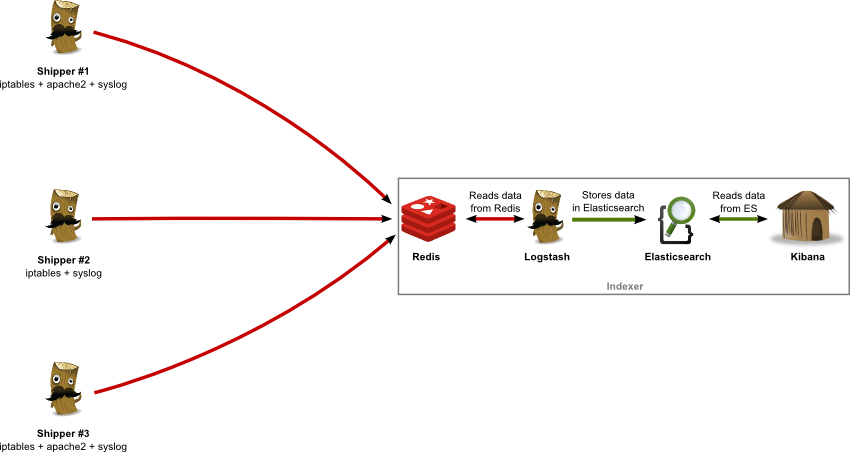 Shipper #1
iptables + apache2 + syslog
Shipper #2
iptables + syslog
Shipper #3
iptables + apache2 + syslog
Reads data
from Redis
Stores data
in Elasticsearch
Reads data
from ES
Redis
Logstash
Elasticsearch
Kibana
Indexer